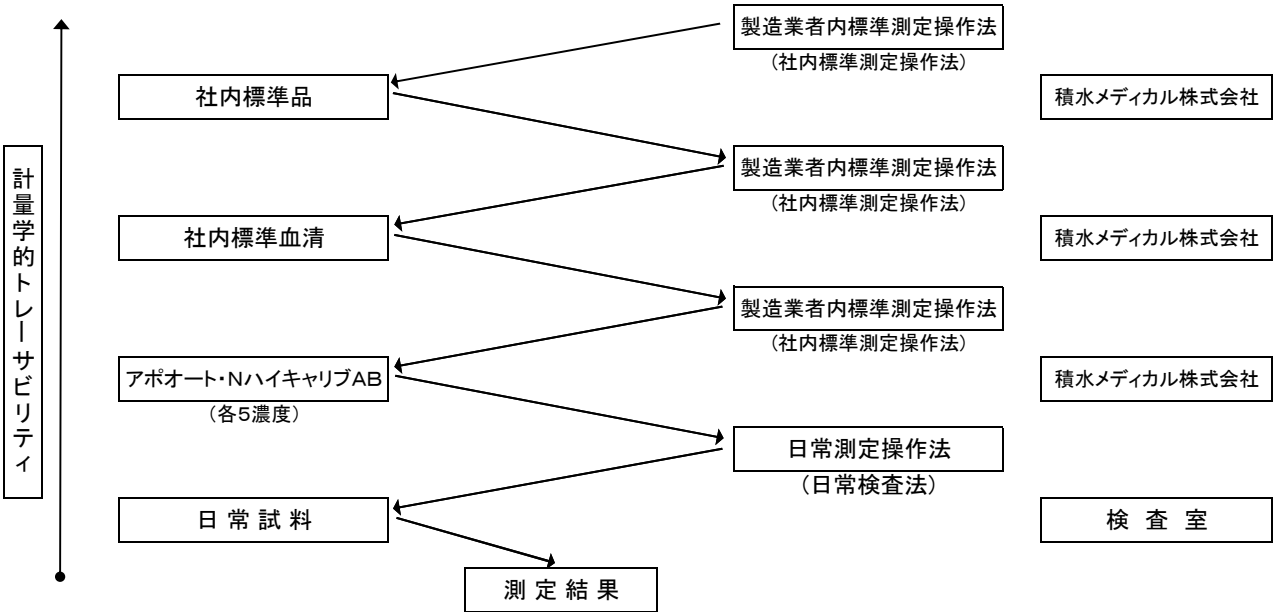 製造業者内標準測定操作法
（社内標準測定操作法）
社内標準品
積水メディカル株式会社
製造業者内標準測定操作法
（社内標準測定操作法）
社内標準血清
積水メディカル株式会社
製造業者内標準測定操作法
（社内標準測定操作法）
アポオート・NハイキャリブAB
（各5濃度）
積水メディカル株式会社
日常測定操作法
（日常検査法）
日常試料
検査室
測定結果
計量学的トレーサビリティ